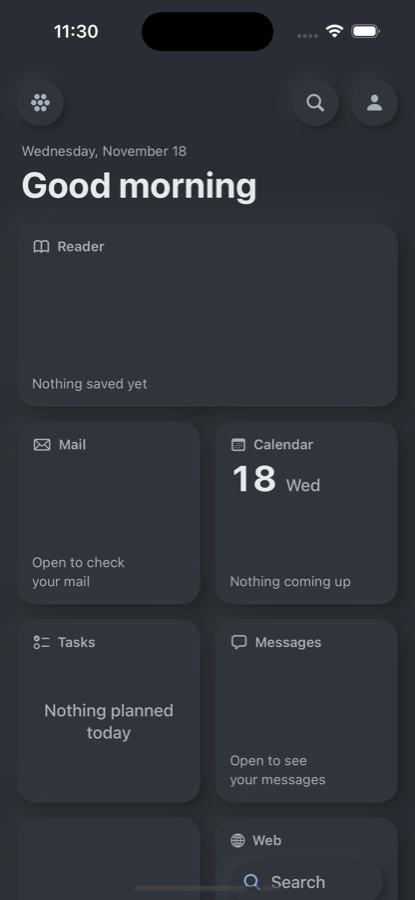 11:30
Wednesday, November 18
Good morning
Reader
Nothing saved yet
Mail
Open to check
your mail
Calendar
18 Wed
Nothing coming up
Tasks
Nothing planned
today
Messages
Open to see
your messages
Web
Search